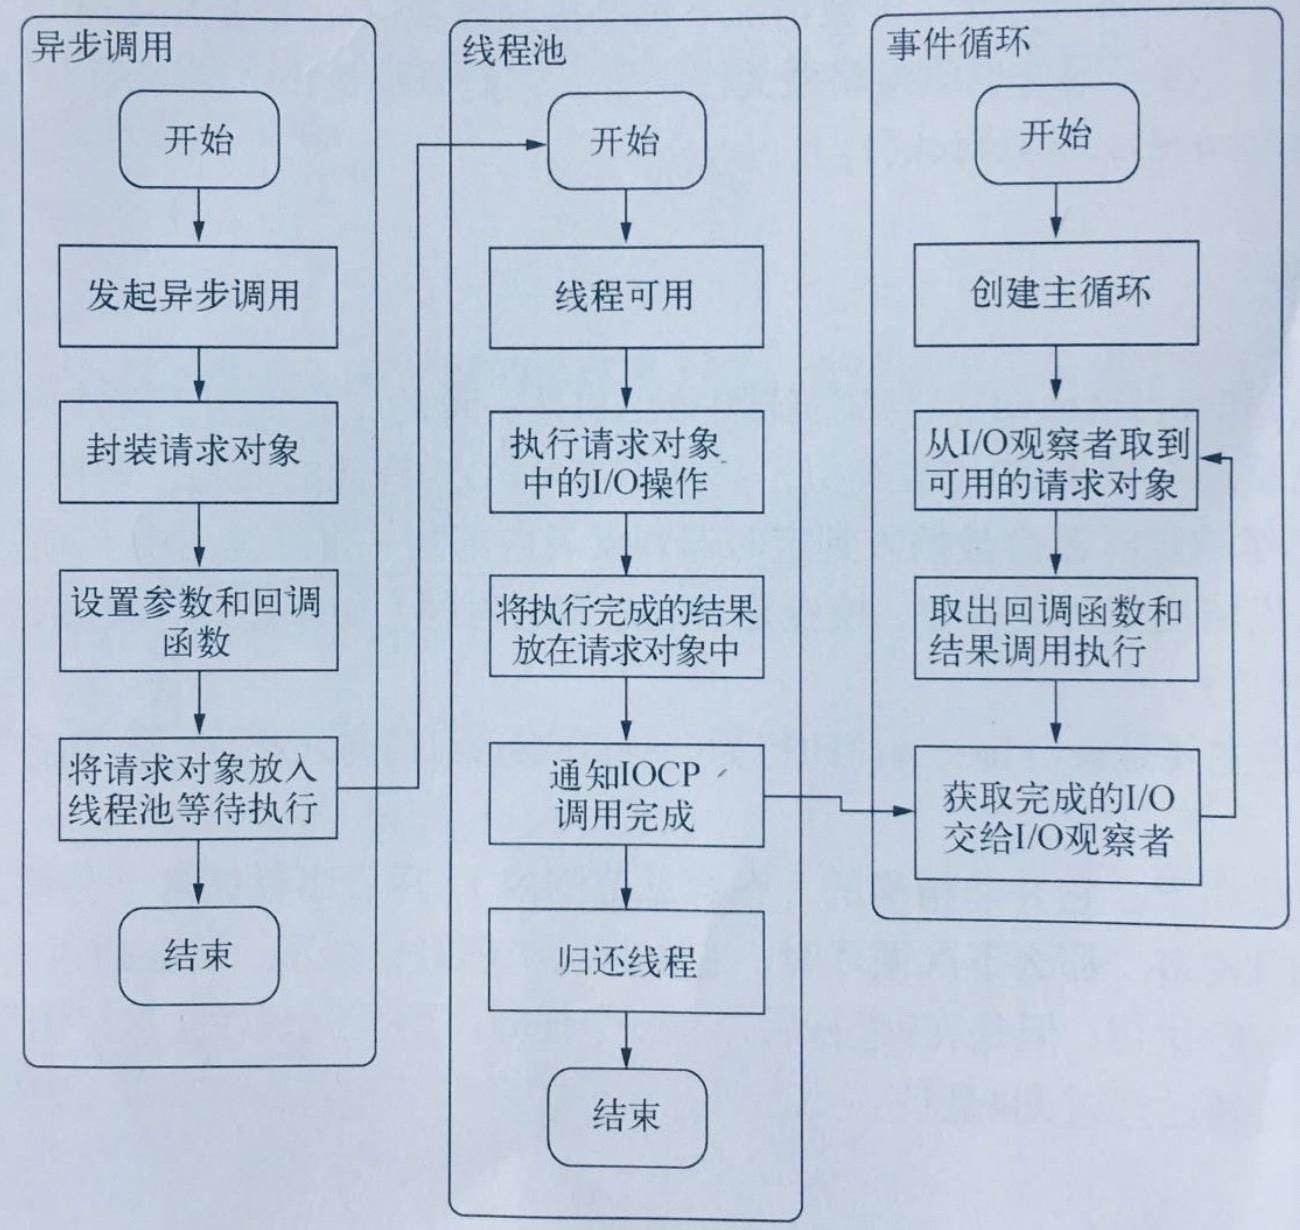 异步调用
开始
发起异步调用
封装请求对象
设置参数和回调
函数
将请求对象放入
线程池等待执行
结束
线程池
开始
线程可用
执行请求对象
中的I/O操作
将执行完成的结果
放在请求对象中
通知IOCP
调用完成
归还线程
结束
事件循环
开始
创建主循环
从I/O观察者取到
可用的请求对象
取出回调函数和
结果调用执行
获取完成的I/O
交给I/O观察者